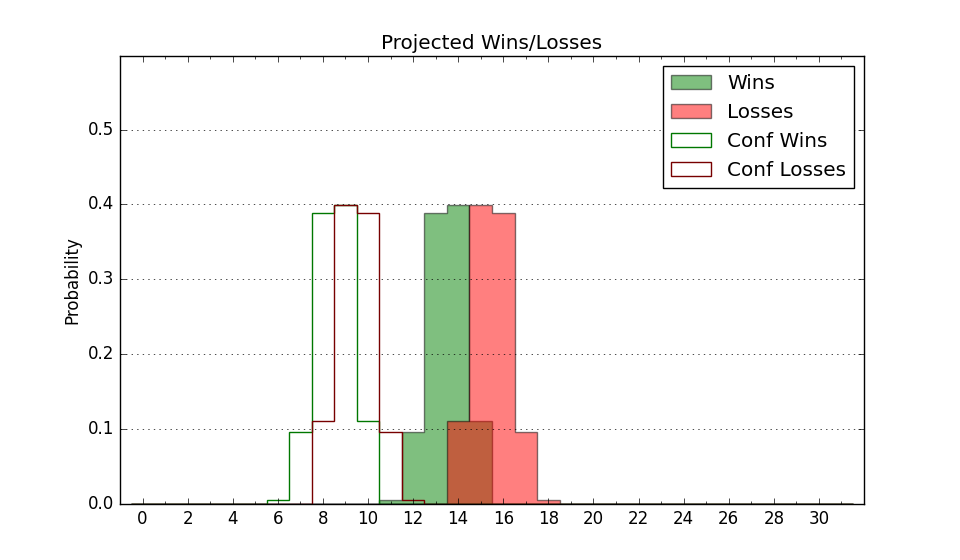 Projected Wins/Losses
Wins
Losses
Conf Wins
Conf Losses
Probability
0.5
0.4
0.3
0.2
0.1
0.0
0 2 4 6 8 10 12 14 16 18 20 22 24 26 28 30